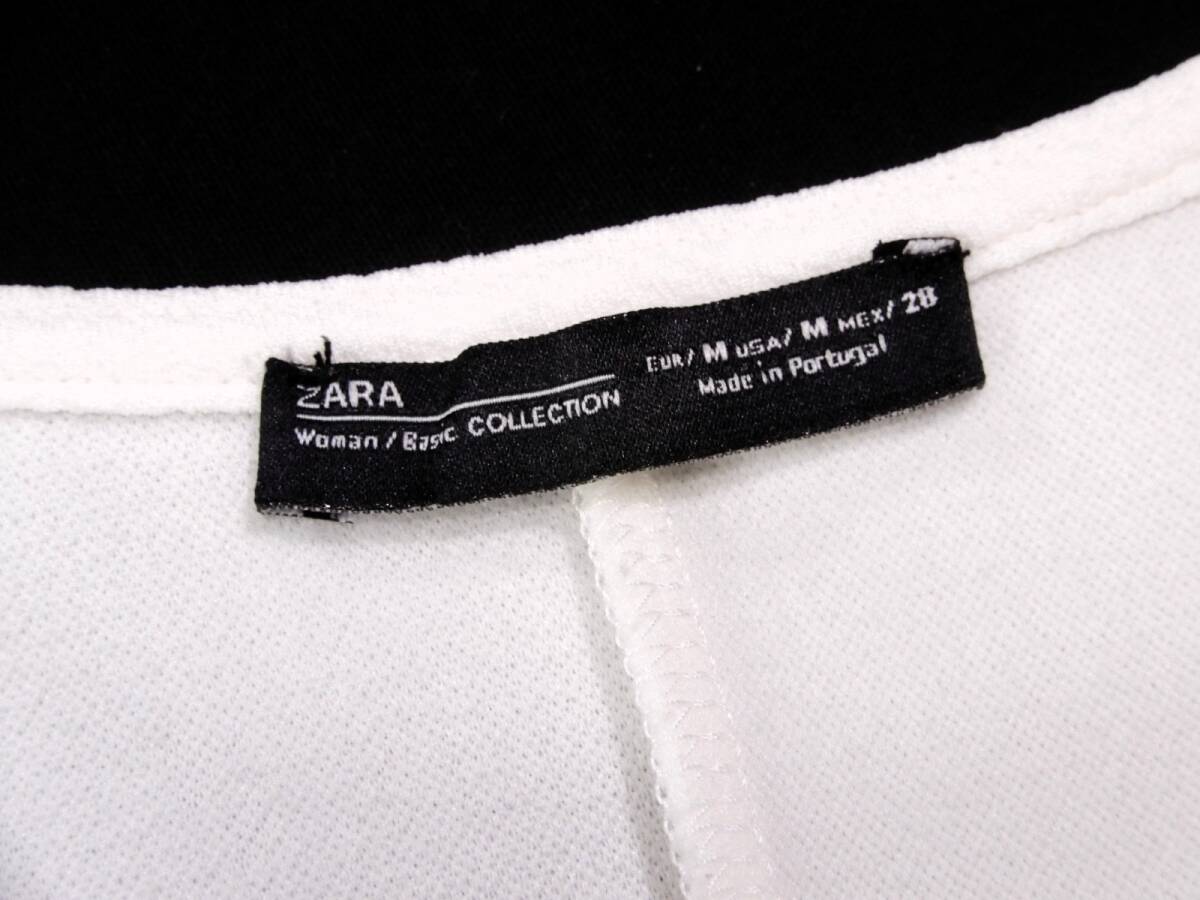 ZARA
Woman / Basic COLLECTION
EUR/ M USA/ M MEX/ 28
Made in Portugal